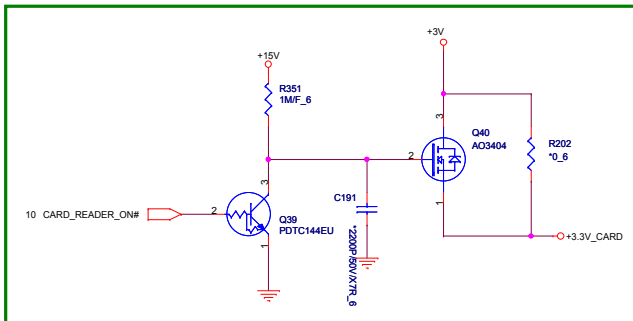 +15V
+3V
R351
1M/F_6
3
Q40
AO3404
R202
*0_6
2
1
3
C191
10 CARD_READER_ON#
2
Q39
PDTC144EU
1
*2200P/50V/X7R_6
+3.3V_CARD